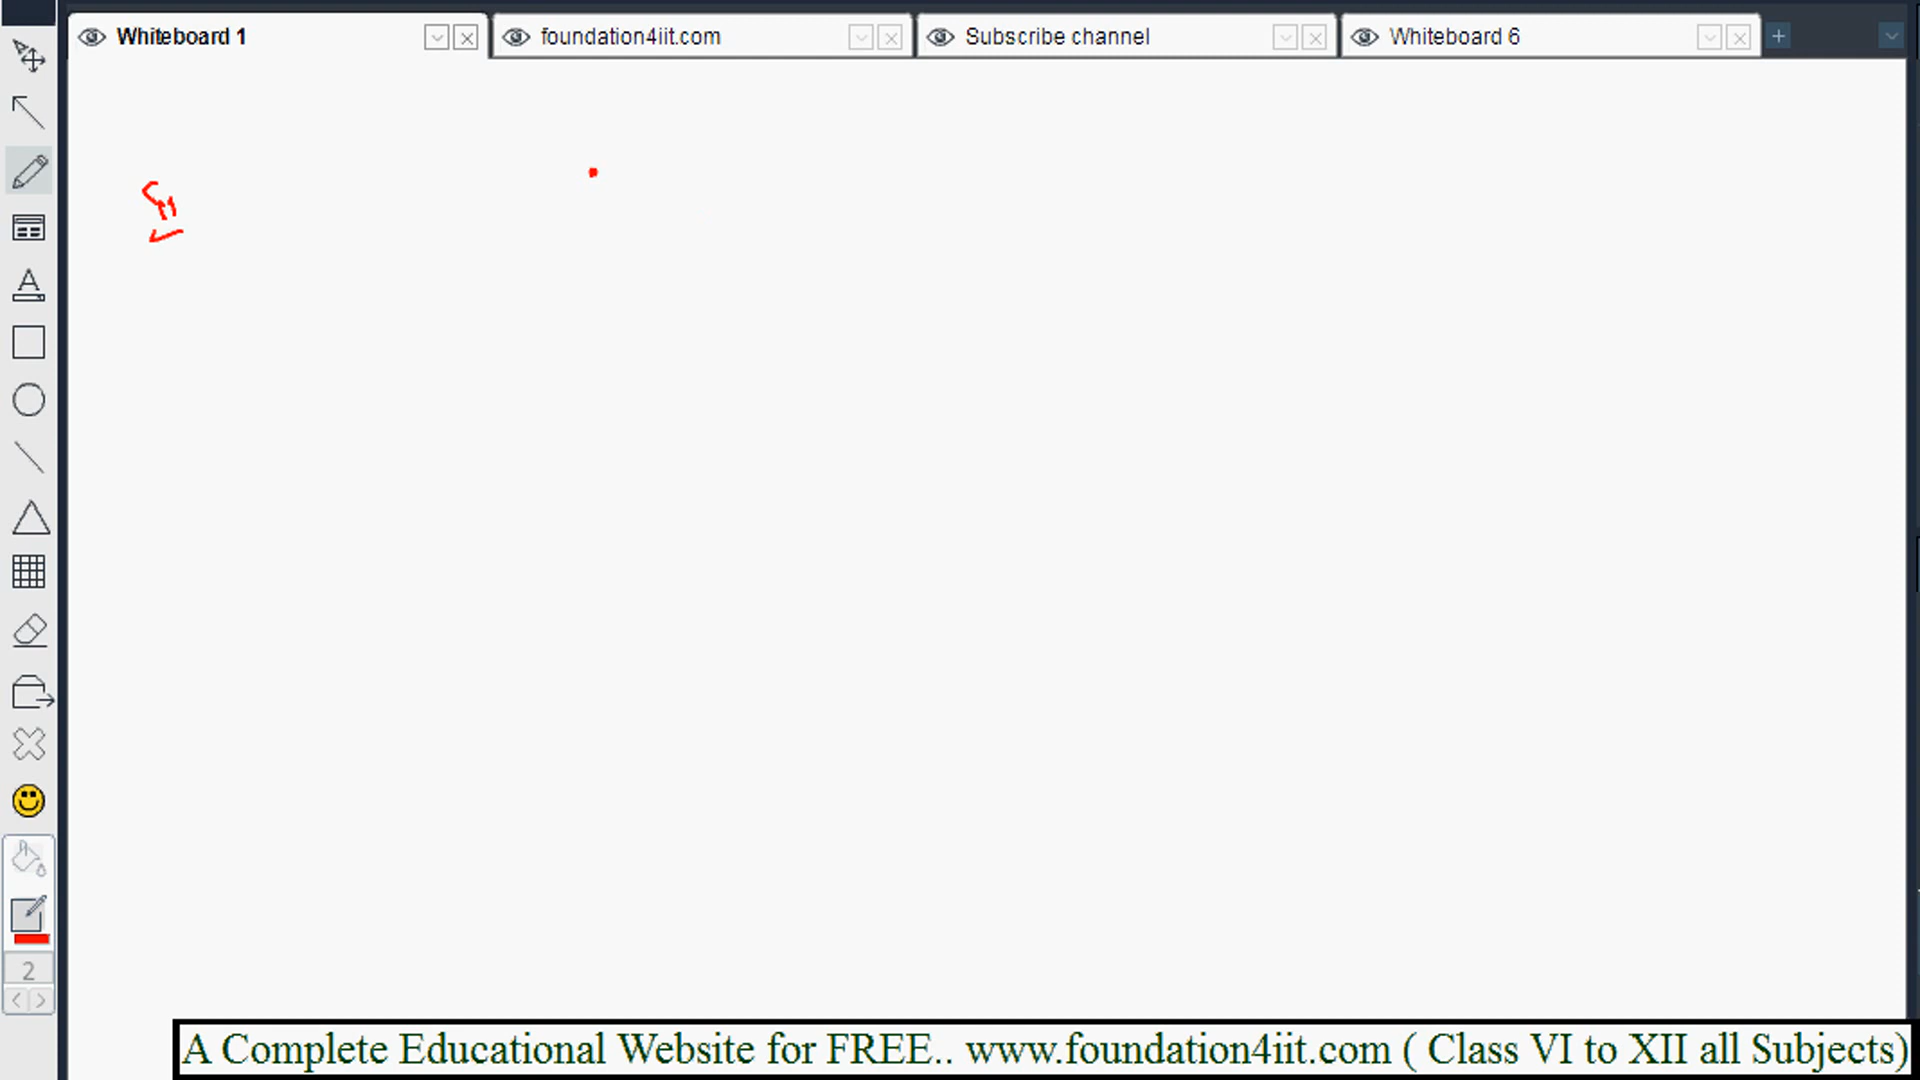 Whiteboard 1
foundation4iit.com
Subscribe channel
Whiteboard 6
2
A Complete Educational Website for FREE.. www.foundation4iit.com ( Class VI to XII all Subjects)